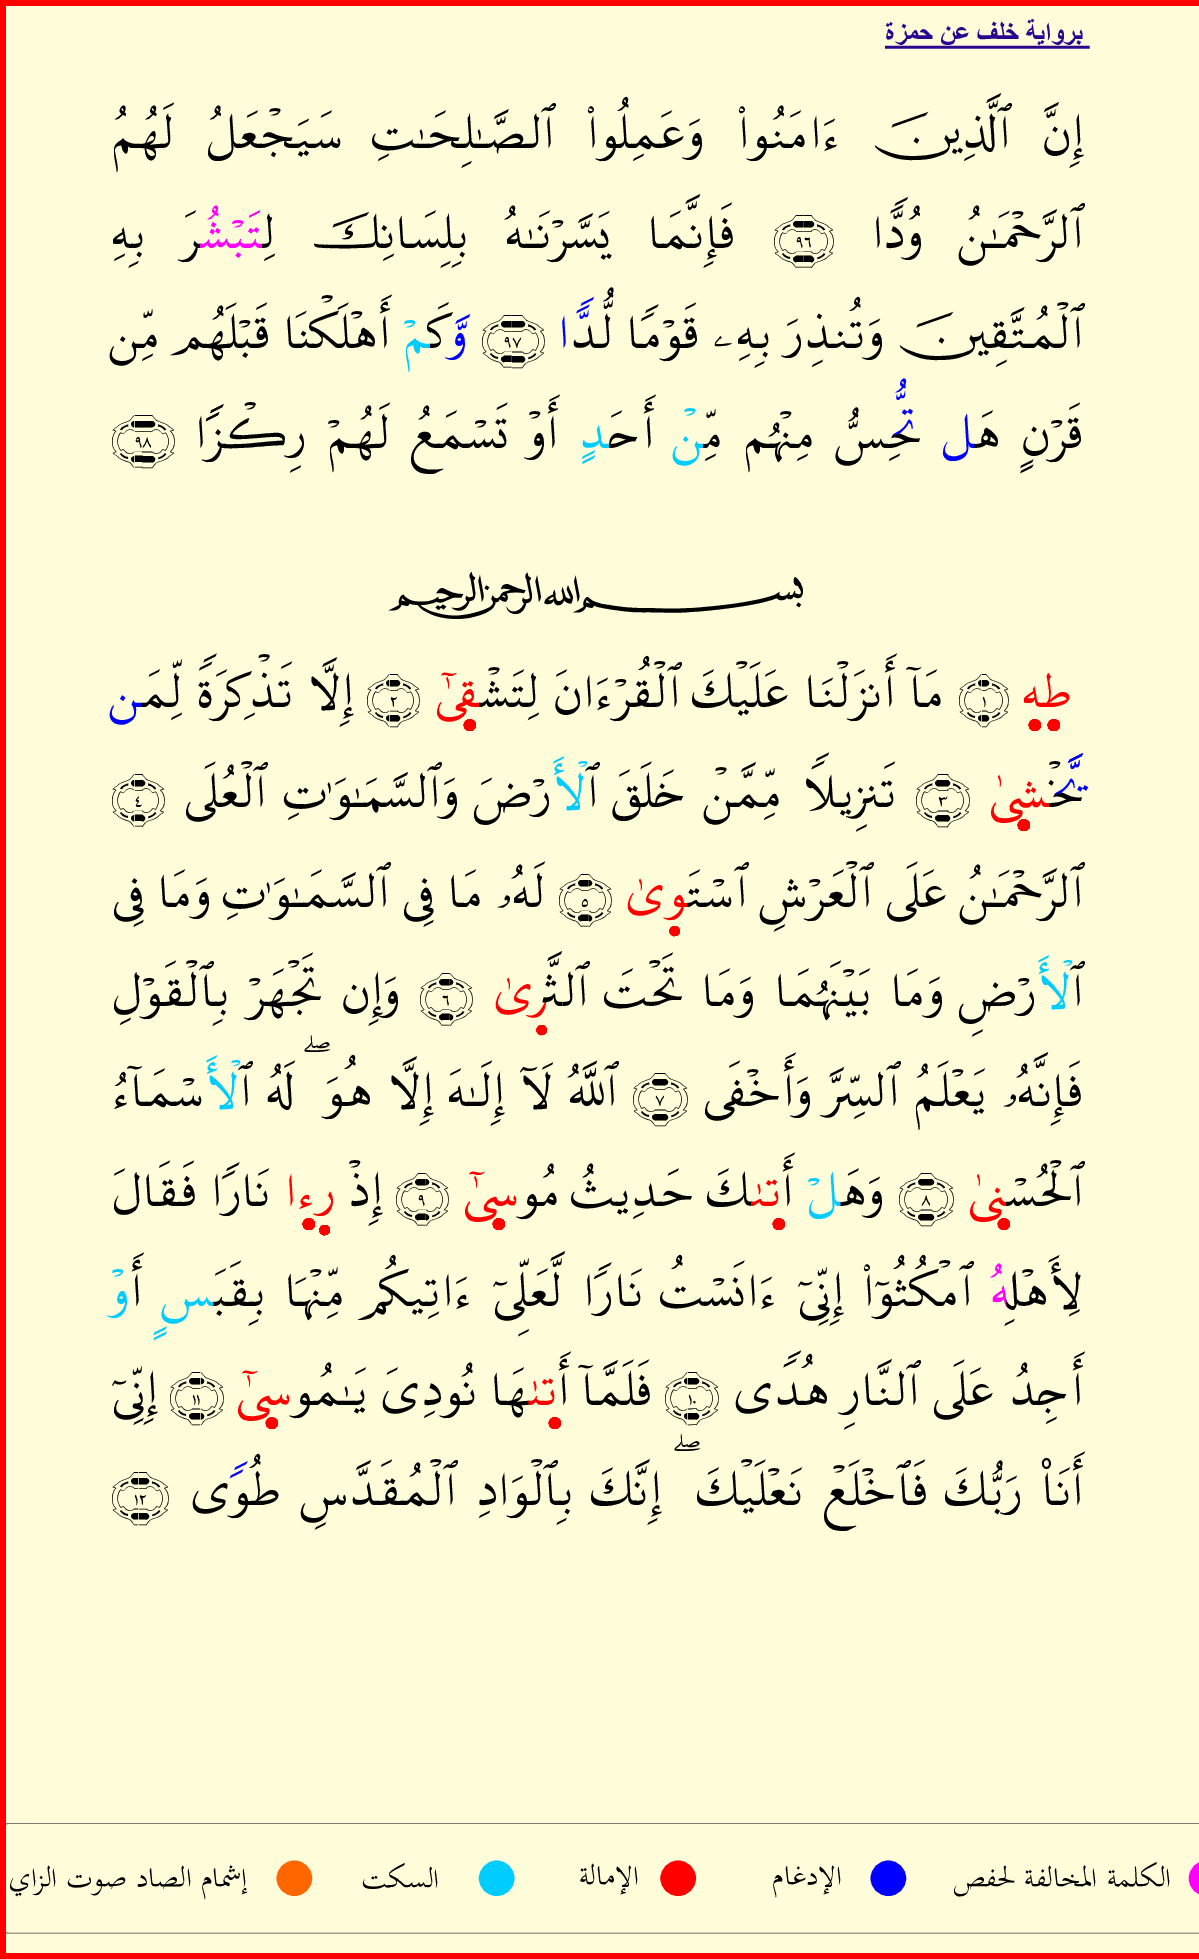 برواية خلف عن حمزة
إِنَّ ٱلَّذِينَ ءَامَنُوا۟ وَعَمِلُوا۟ ٱلصَّـٰلِحَـٰتِ سَيَجْعَلُ لَهُمُ
ٱلرَّحْمَـٰنُ وُدًّا ٩٦ فَإِنَّمَا يَسَّرْنَـٰهُ بِلِسَانِكَ لِتَبْشُرَ بِهِ
ٱلْمُتَّقِينَ وَتُنذِرَ بِهِۦ قَوْمًا لُّدًّا ٩٧ وَّكَمْ أَهْلَكْنَا قَبْلَهُم مِّن
قَرْنٍ هَل تُّحِسُّ مِنْهُم مِّنْ أَحَدٍ أَوْ تَسْمَعُ لَهُمْ رِكْزًا ٩٨
بسم الله الرحمن الرحيم
طه ١ مَآ أَنزَلْنَا عَلَيْكَ ٱلْقُرْءَانَ لِتَشْقِىٰٓ ٢ إِلَّا تَذْكِرَةً لِّمَن
يَّخْشِىٰ ٣ تَنزِيلًا مِّمَّنْ خَلَقَ ٱلْأَرْضَ وَٱلسَّمَـٰوَٰتِ ٱلْعُلَى ٤
ٱلرَّحْمَـٰنُ عَلَى ٱلْعَرْشِ ٱسْتَوِىٰ ٥ لَهُۥ مَا فِى ٱلسَّمَـٰوَٰتِ وَمَا فِى
ٱلْأَرْضِ وَمَا بَيْنَهُمَا وَمَا تَحْتَ ٱلثَّرِىٰ ٦ وَإِن تَجْهَرْ بِٱلْقَوْلِ
فَإِنَّهُۥ يَعْلَمُ ٱلسِّرَّ وَأَخْفَى ٧ ٱللَّهُ لَآ إِلَـٰهَ إِلَّا هُوَ ۖ لَهُ ٱلْأَسْمَآءُ
ٱلْحُسْنِىٰ ٨ وَهَلْ أَتىٰكَ حَدِيثُ مُوسِىٰٓ ٩ إِذْ رِءِا نَارًا فَقَالَ
لِأَهْلِهُ ٱمْكُثُوٓا۟ إِنِّىٓ ءَانَسْتُ نَارًا لَّعَلِّىٓ ءَاتِيكُم مِّنْهَا بِقَبَسٍ أَوْ
أَجِدُ عَلَى ٱلنَّارِ هُدًى ١٠ فَلَمَّآ أَتىٰهَا نُودِىَ يَـٰمُوسِىٰٓ ١١ إِنِّىٓ
أَنَا۠ رَبُّكَ فَٱخْلَعْ نَعْلَيْكَ ۖ إِنَّكَ بِٱلْوَادِ ٱلْمُقَدَّسِ طُوًى ١٢
الكلمة المخالفة لحفص الإدغام الإمالة السكت إشمام الصاد صوت الزاي